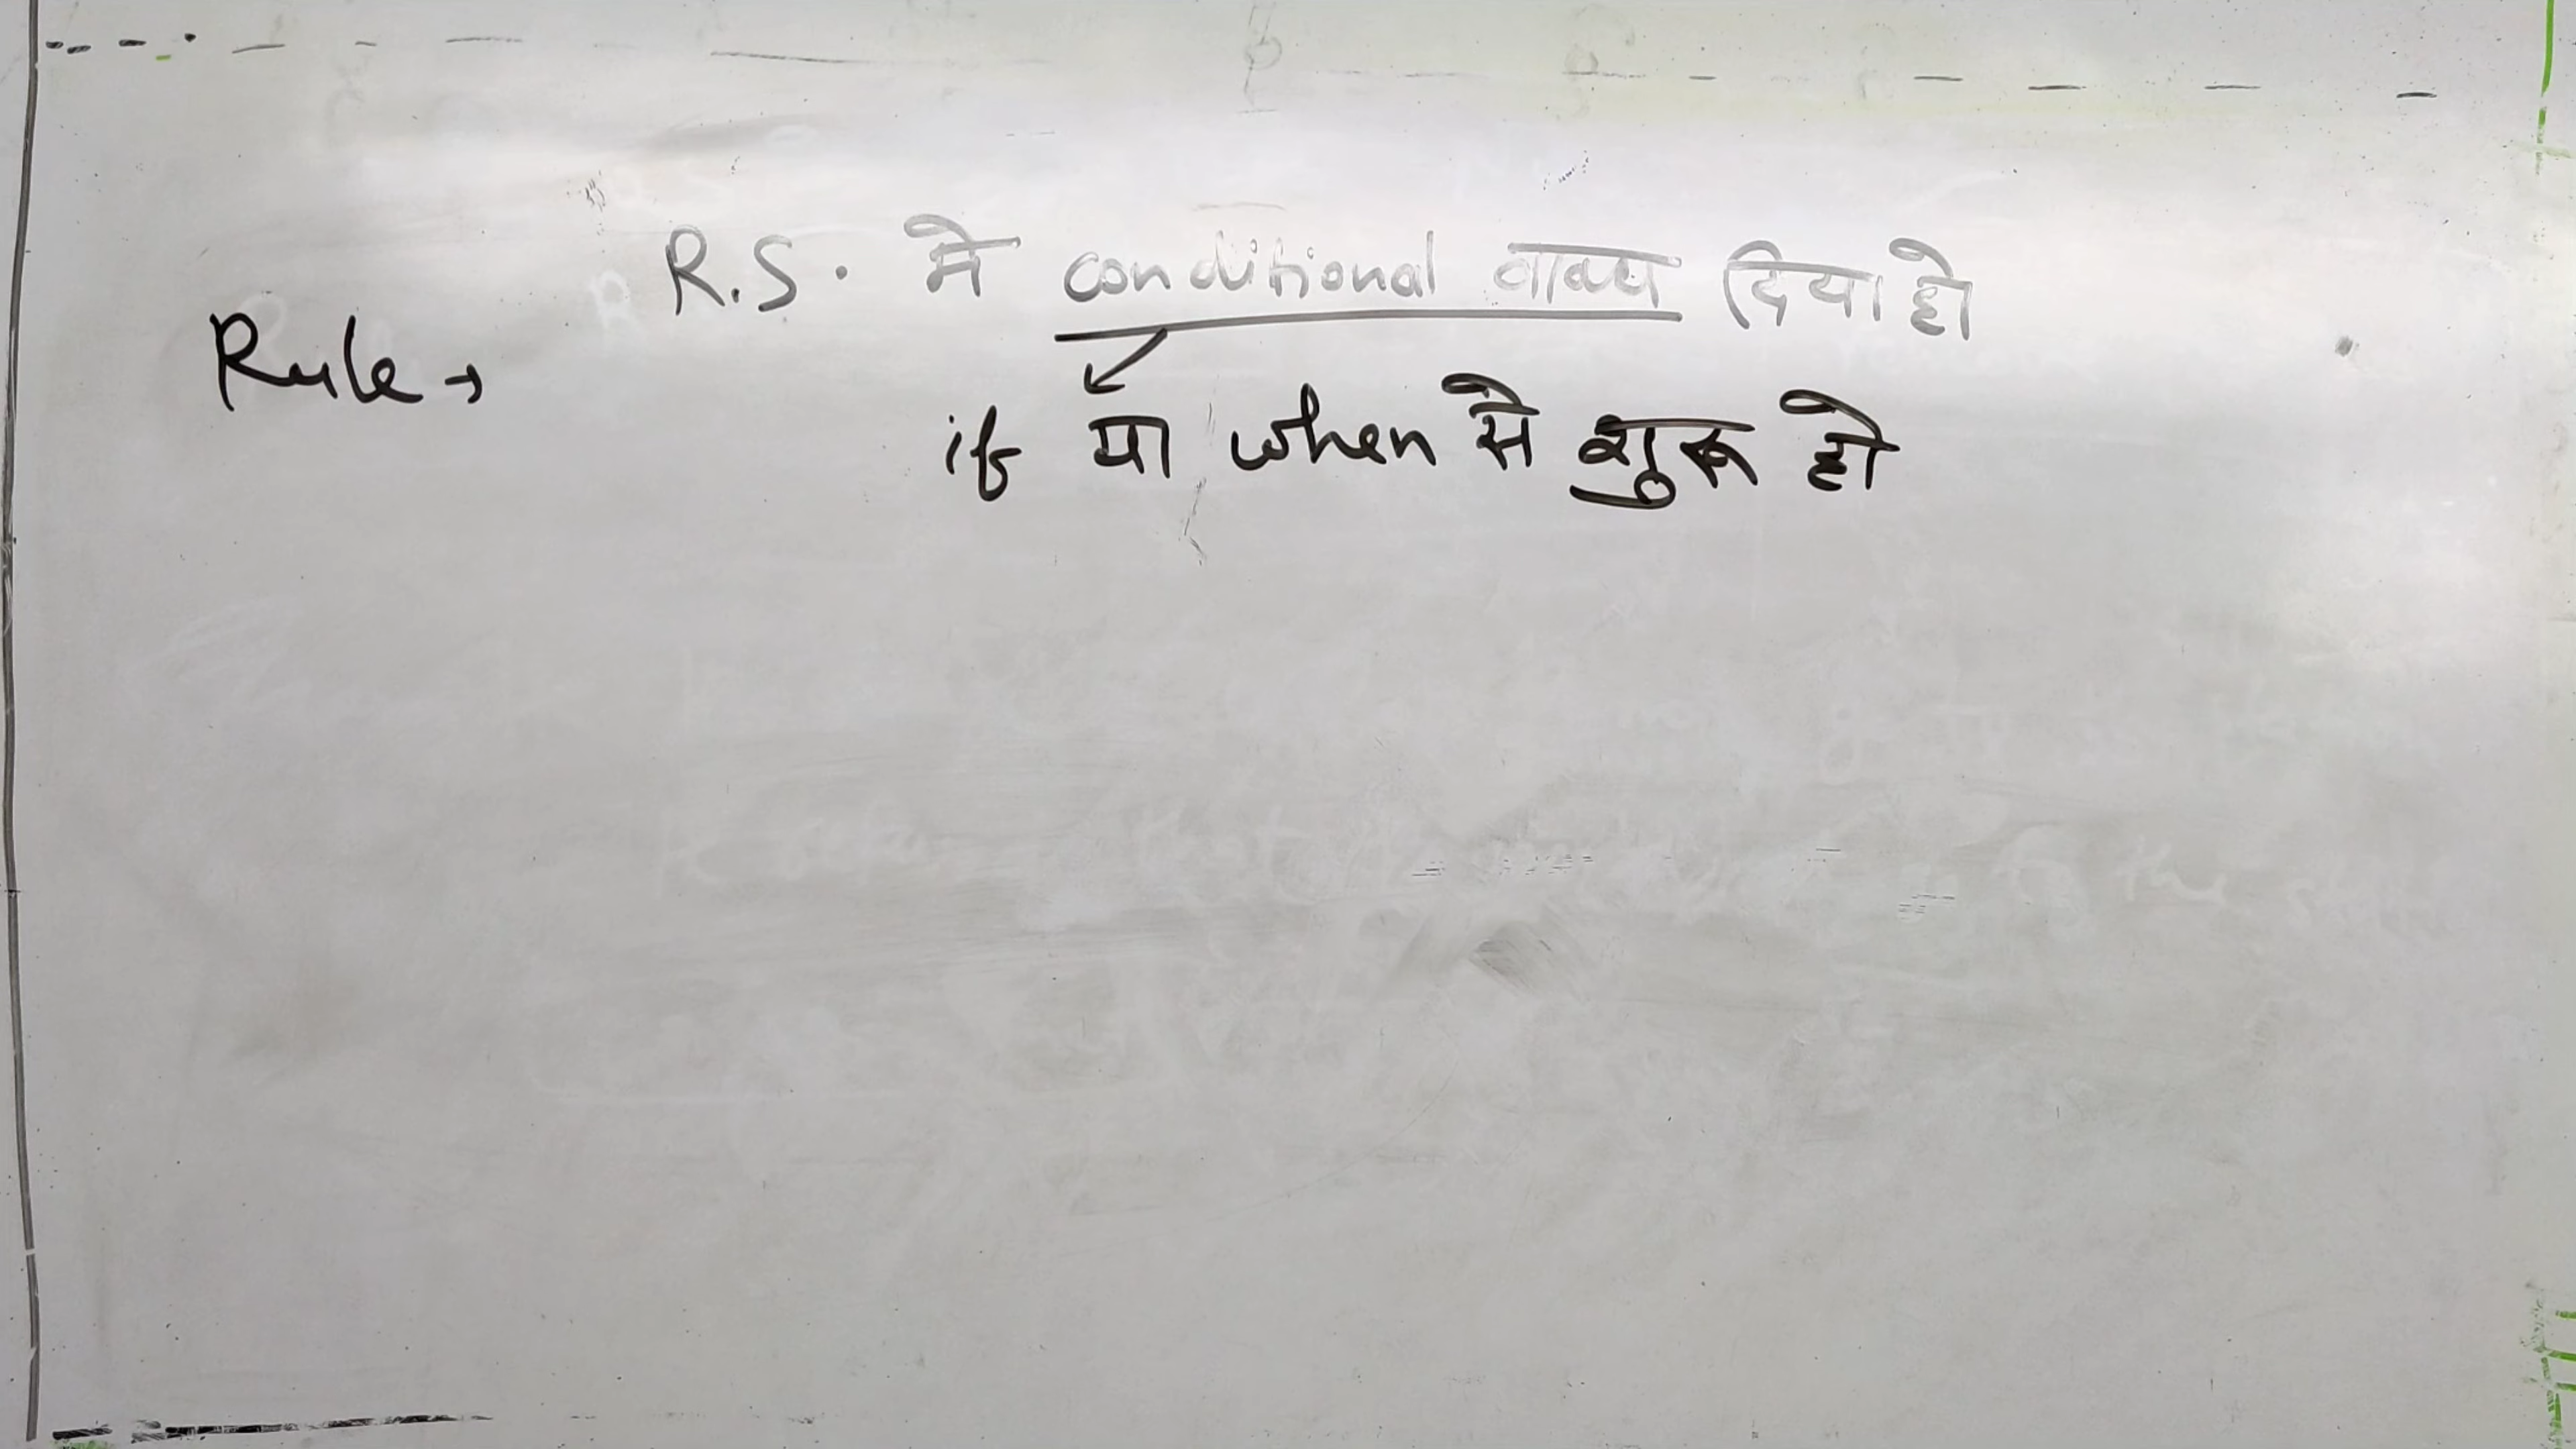 R.S. मे conditional वाक्य दिया हो
Rule →
if या when से शुरू हो